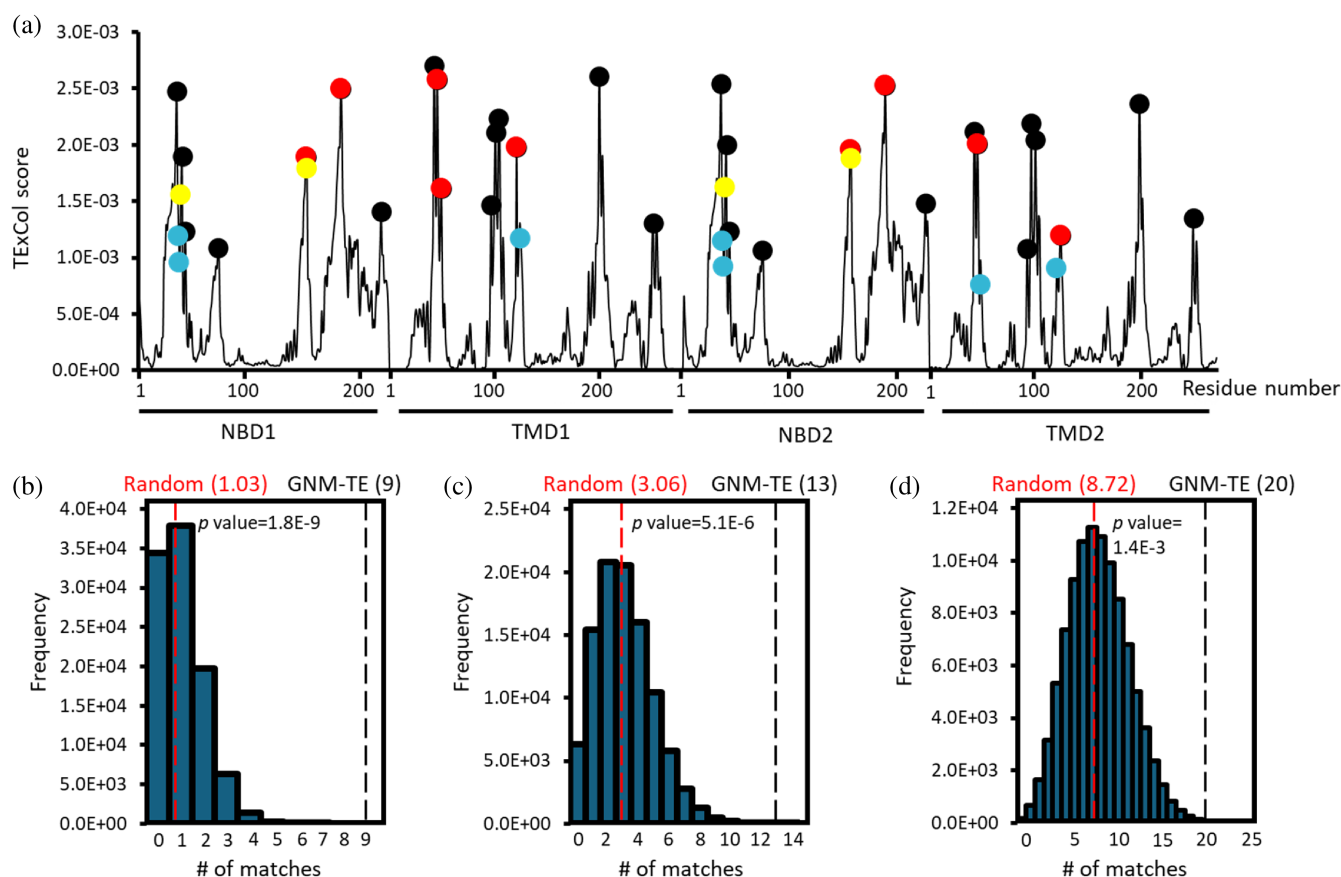 (a)
TExCol score
3.0E-03
2.5E-03
2.0E-03
1.5E-03
1.0E-03
5.0E-04
0.0E+00
1 100 200 1 100 200 1 100 200 1 100 200 Residue number
NBD1 TMD1 NBD2 TMD2
(b) Random (1.03) GNM-TE (9)
p value=1.8E-9
Frequency
4.0E+04
3.5E+04
3.0E+04
2.5E+04
2.0E+04
1.5E+04
1.0E+04
5.0E+03
0.0E+00
0 1 2 3 4 5 6 7 8 9
# of matches
(c) Random (3.06) GNM-TE (13)
p value=5.1E-6
Frequency
2.5E+04
2.0E+04
1.5E+04
1.0E+04
5.0E+03
0.0E+00
0 2 4 6 8 10 12 14
# of matches
(d) Random (8.72) GNM-TE (20)
p value=
1.4E-3
Frequency
1.2E+04
1.0E+04
8.0E+03
6.0E+03
4.0E+03
2.0E+03
0.0E+00
0 5 10 15 20 25
# of matches